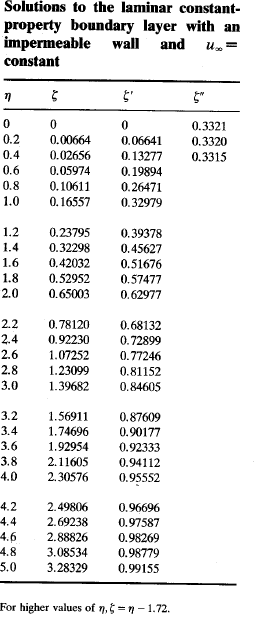 Solutions to the laminar constant-
property boundary layer with an
impermeable wall and u∞ =
constant
η ζ ζ′ ζ″
0 0 0 0.3321
0.2 0.00664 0.06641 0.3320
0.4 0.02656 0.13277 0.3315
0.6 0.05974 0.19894
0.8 0.10611 0.26471
1.0 0.16557 0.32979
1.2 0.23795 0.39378
1.4 0.32298 0.45627
1.6 0.42032 0.51676
1.8 0.52952 0.57477
2.0 0.65003 0.62977
2.2 0.78120 0.68132
2.4 0.92230 0.72899
2.6 1.07252 0.77246
2.8 1.23099 0.81152
3.0 1.39682 0.84605
3.2 1.56911 0.87609
3.4 1.74696 0.90177
3.6 1.92954 0.92333
3.8 2.11605 0.94112
4.0 2.30576 0.95552
4.2 2.49806 0.96696
4.4 2.69238 0.97587
4.6 2.88826 0.98269
4.8 3.08534 0.98779
5.0 3.28329 0.99155
For higher values of η, ζ = η − 1.72.